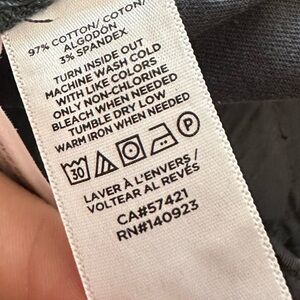 97% COTTON/ COTON/
ALGODÓN
3% SPANDEX
TURN INSIDE OUT
MACHINE WASH COLD
WITH LIKE COLORS
ONLY NON-CHLORINE
BLEACH WHEN NEEDED
TUMBLE DRY LOW
WARM IRON WHEN NEEDED
30 P
LAVER À L'ENVERS/
VOLTEAR AL REVÉS
CA#57421
RN#140923